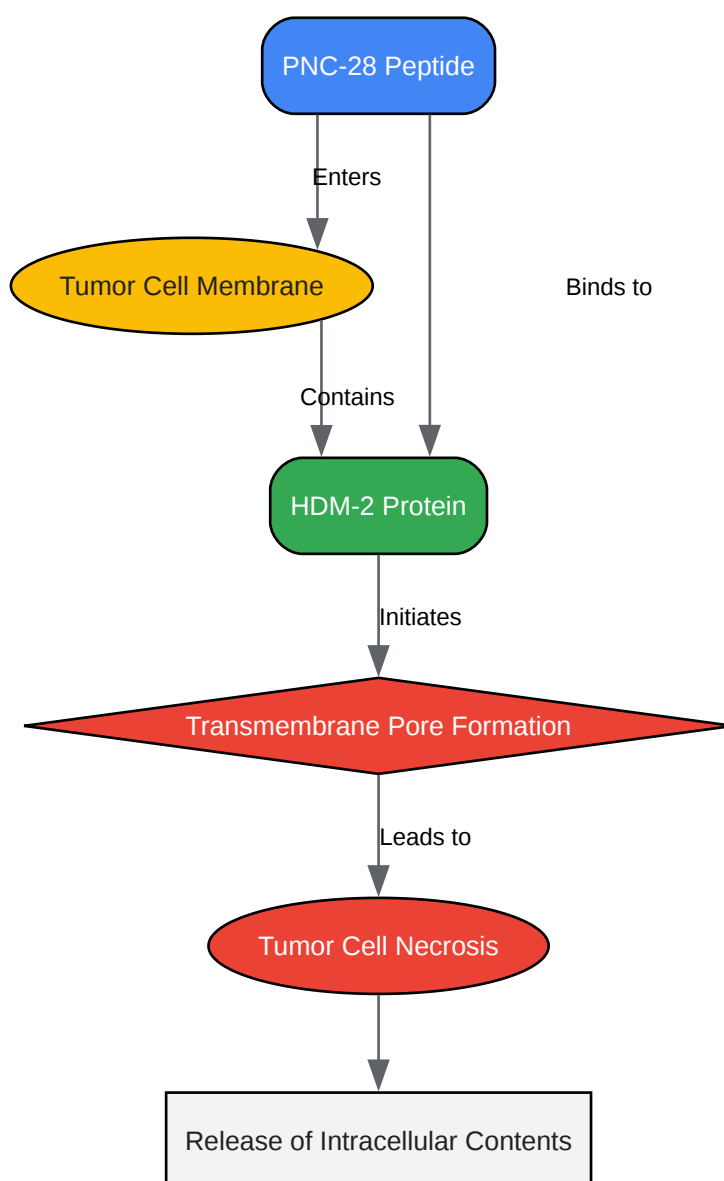 PNC-28 Peptide
Enters
Tumor Cell Membrane
Binds to
Contains
HDM-2 Protein
Initiates
Transmembrane Pore Formation
Leads to
Tumor Cell Necrosis
Release of Intracellular Contents